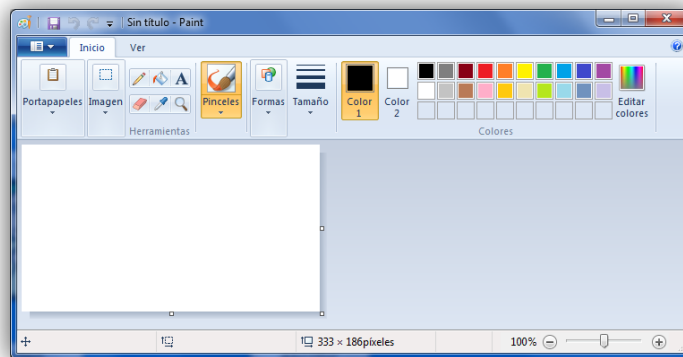 Sin título - Paint
Inicio Ver
Portapapeles Imagen Herramientas Pinceles Formas Tamaño Color 1 Color 2 Editar colores
A
Colores
333 × 186píxeles 100%